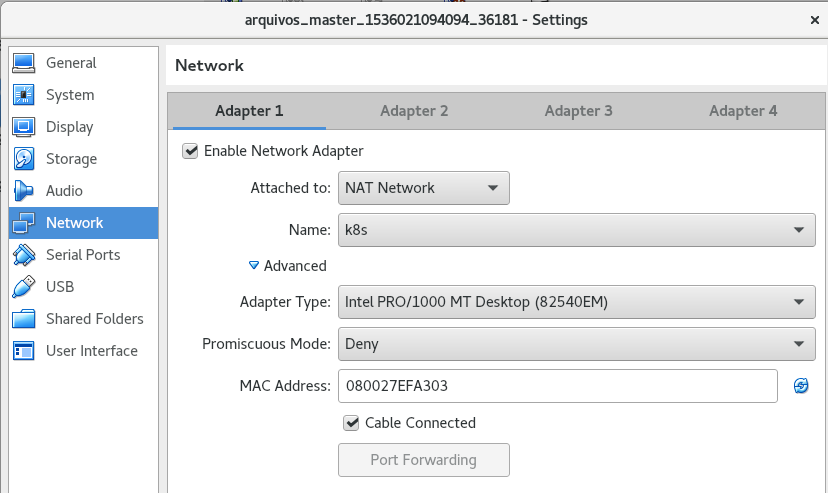 arquivos_master_1536021094094_36181 - Settings
General
System
Display
Storage
Audio
Network
Serial Ports
USB
Shared Folders
User Interface
Network
Adapter 1 Adapter 2 Adapter 3 Adapter 4
Enable Network Adapter
Attached to: NAT Network
Name: k8s
Advanced
Adapter Type: Intel PRO/1000 MT Desktop (82540EM)
Promiscuous Mode: Deny
MAC Address: 080027EFA303
Cable Connected
Port Forwarding